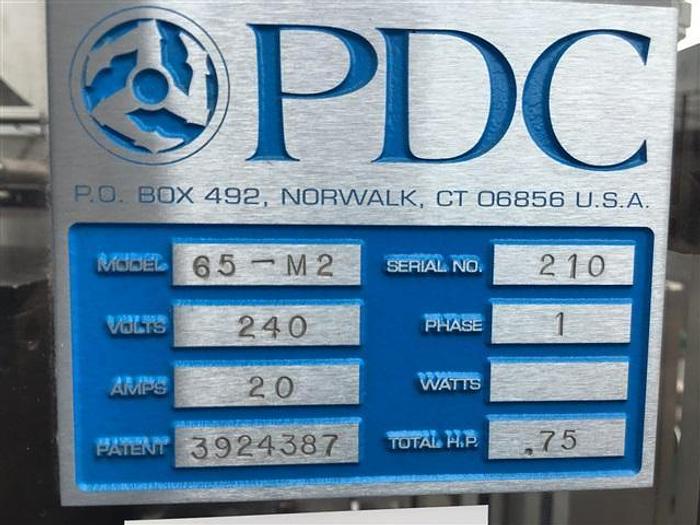 PDC
P.O. BOX 492, NORWALK, CT 06856 U.S.A.
MODEL 65-M2 SERIAL NO. 210
VOLTS 240 PHASE 1
AMPS 20 WATTS
PATENT 3924387 TOTAL H.P. .75